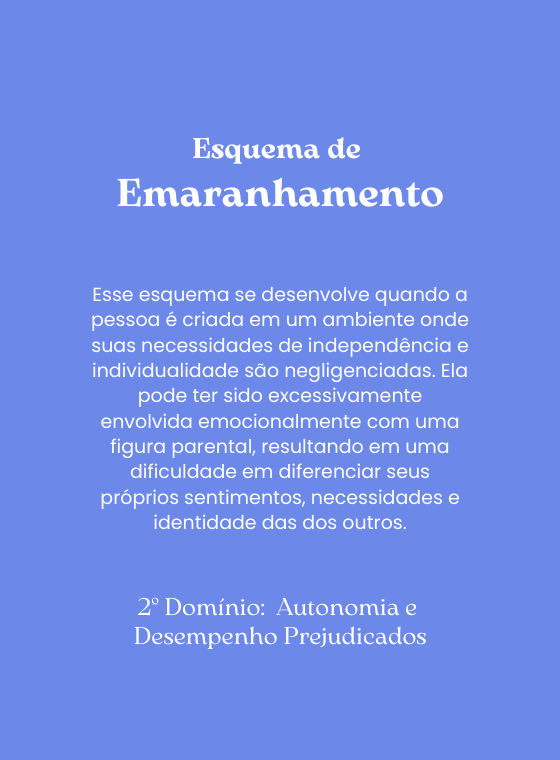 Esquema de
Emaranhamento
Esse esquema se desenvolve quando a
pessoa é criada em um ambiente onde
suas necessidades de independência e
individualidade são negligenciadas. Ela
pode ter sido excessivamente
envolvida emocionalmente com uma
figura parental, resultando em uma
dificuldade em diferenciar seus
próprios sentimentos, necessidades e
identidade das dos outros.
2º Domínio: Autonomia e
Desempenho Prejudicados